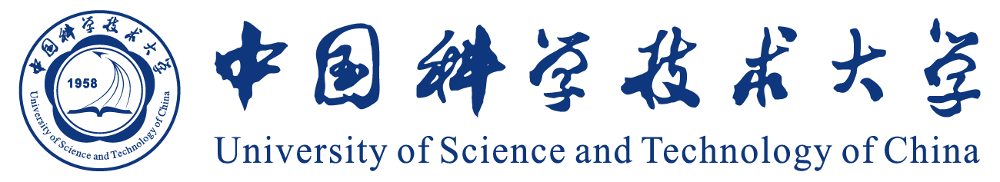 中国科学技术大学
1958
University of Science and Technology of China
中国科学技术大学
University of Science and Technology of China